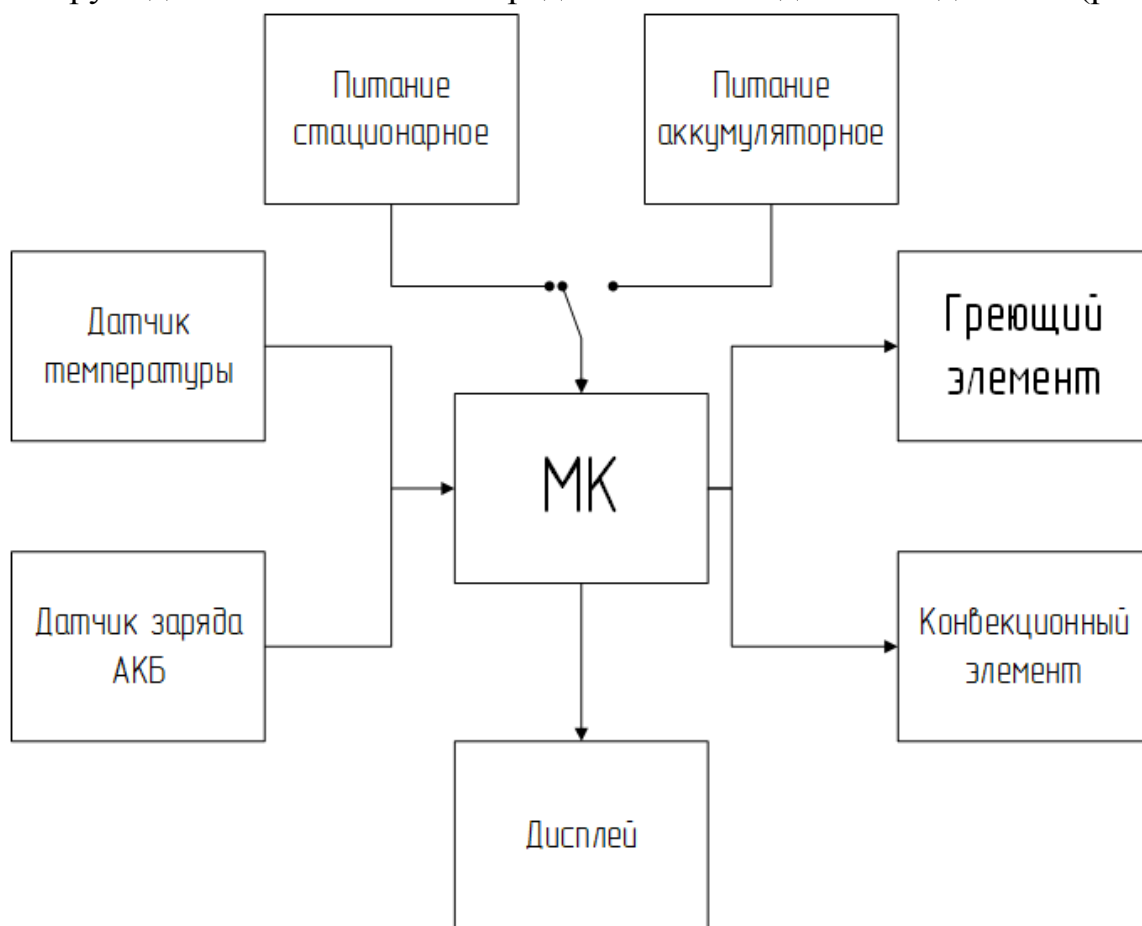 Питание
стационарное
Питание
аккумуляторное
Датчик
температуры
Греющий
элемент
МК
Датчик заряда
АКБ
Конвекционный
элемент
Дисплей